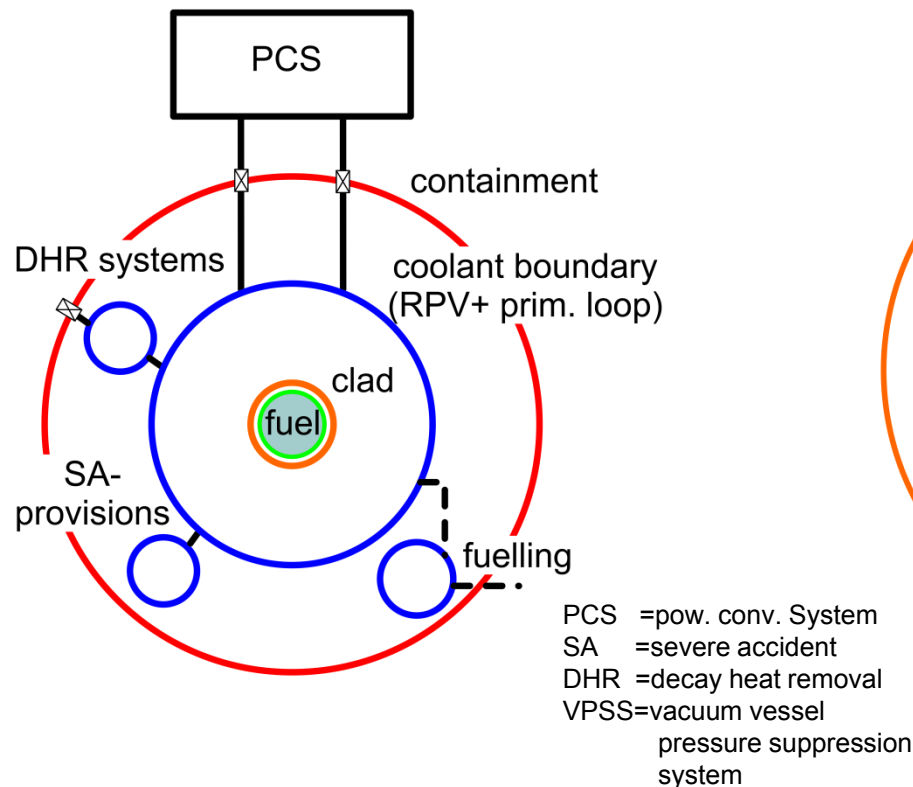 PCS
containment
DHR systems
coolant boundary
(RPV+ prim. loop)
clad
fuel
SA-
provisions
fuelling
PCS =pow. conv. System
SA =severe accident
DHR =decay heat removal
VPSS=vacuum vessel
pressure suppression
system